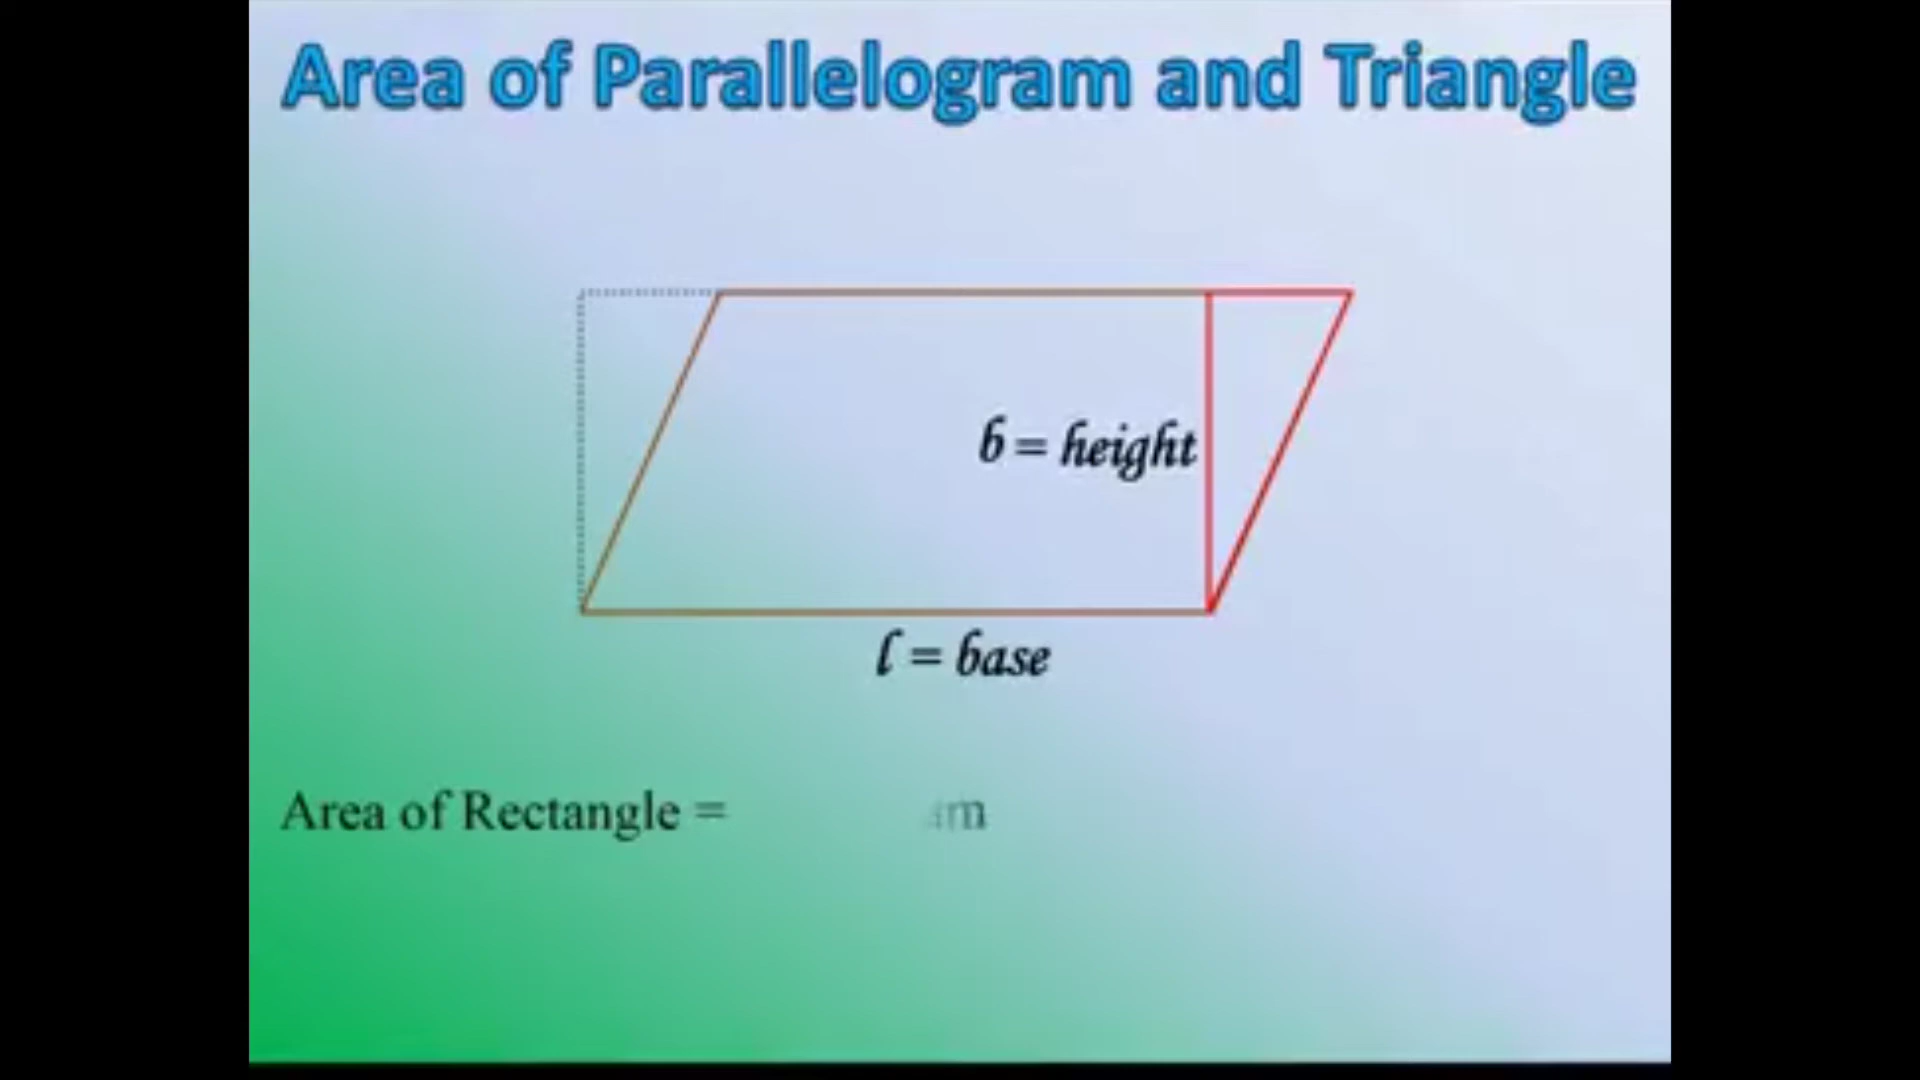 Area of Parallelogram and Triangle
b = height
l = base
Area of Rectangle =